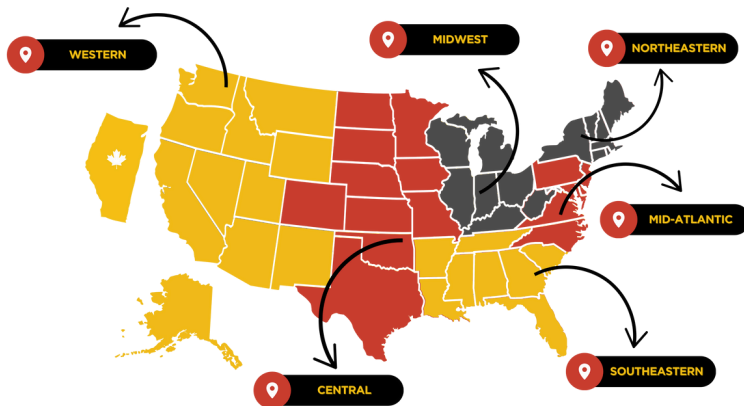 MIDWEST
NORTHEASTERN
WESTERN
MID-ATLANTIC
SOUTHEASTERN
CENTRAL